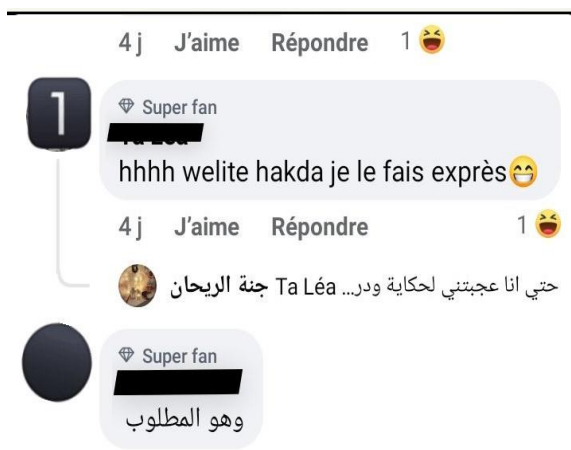 4 j J'aime Répondre 1
1
Super fan
hhhh welite hakda je le fais exprès😁
4 j J'aime Répondre 1
جنة الريحان Ta Léa حتي انا عجبتني لحكاية ودر...
Super fan
وهو المطلوب